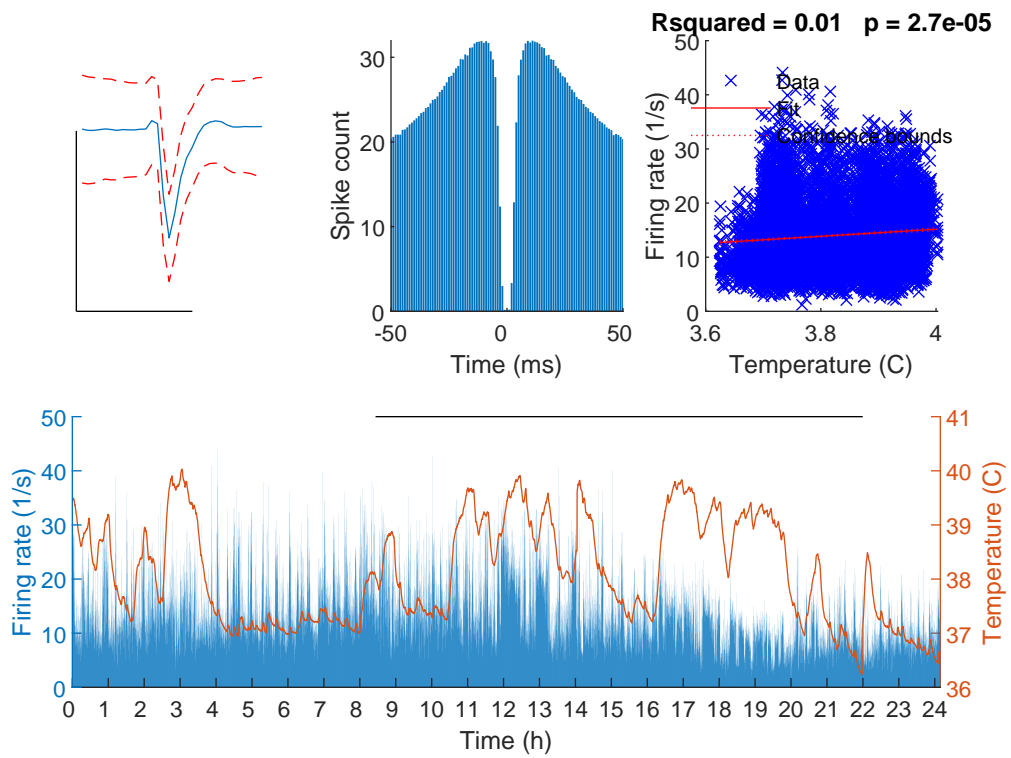 Rsquared = 0.01 p = 2.7e-05
30
20
10
0
Spike count
-50
0
50
Time (ms)
50
40
30
20
10
0
Firing rate (1/s)
Data
Fit
Confidence bounds
3.6
3.8
4
Temperature (C)
50
40
30
20
10
0
Firing rate (1/s)
41
40
39
38
37
36
Temperature (C)
0 1 2 3 4 5 6 7 8 9 10 11 12 13 14 15 16 17 18 19 20 21 22 23 24
Time (h)